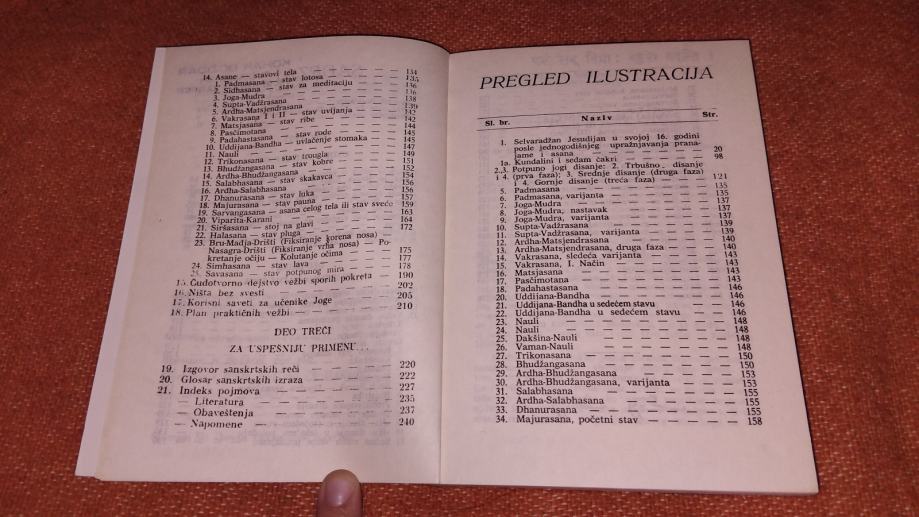 14. Asane — stavovi tela — — — — — 134
1. Padmasana — stav lotosa — — — — 135
2. Sidhasana — stav za meditaciju — — — 136
3. Joga-Mudra — — — — — — 136
4. Supta-Vadžrasana — — — — — 138
5. Ardha-Matsjendrasana — — — — 139
6. Vakrasana I i II — stav uvijanja — — 142
7. Matsjasana — stav ribe — — — — 142
8. Pasčimotana — — — — — — 144
9. Padahastasana — stav rode — — — 145
10. Uddijana-Bandha — uvlačenje stomaka — — 145
11. Nauli — — — — — — — 147
12. Trikonasana — stav trougla — — — 149
13. Bhudžangasana — stav kobre — — — 151
14. Ardha-Bhudžangasana — — — — 152
15. Salabhasana — stav skakavca — — — 154
16. Ardha-Salabhasana — — — — — 156
17. Dhanurasana — stav luka — — — — 156
18. Majurasana — stav pauna — — — — 157
19. Sarvangasana — asana celog tela ili stav sveće 159
20. Viparita-Karani — — — — — 163
21. Siršasana — stoj na glavi — — — — 164
22. Halasana — stav pluga — — — — 172
23. Bru-Madja-Drišti (Fiksiranje korena nosa) —
Nasagra-Drišti (Fiksiranje vrha nosa) — Po-
kretanje očiju — Kolutanje očima — — 175
24. Simhasana — stav lava — — — — 177
25. Savasana — stav potpunog mira — — — 178
15. Čudotvorno dejstvo vežbi sporih pokreta — 190
16. Ništa bez svesti — — — — — — 202
17. Korisni saveti za učenike Joge — — — 205
18. Plan praktičnih vežbi — — — — — 210
DEO TREĆI
ZA USPEŠNIJU PRIMENU...
19. Izgovor sanskrtskih reči — — — — 220
20. Glosar sanskrtskih izraza — — — — 222
21. Indeks pojmova — — — — — — 227
— Literatura — — — — — — 235
— Obaveštenja — — — — — — 237
— Napomene — — — — — — 240
PREGLED ILUSTRACIJA
Sl. br. Naziv Str.
1. Selvaradžan Jesudijan u svojoj 16. godini
posle jednogodišnjeg upražnjavanja prana-
jame i asana — — — — — — 20
1a. Kundalini i sedam čakri — — — — 98
2.,3. Potpuno jogi disanje: 2. Trbušno disanje
i 4 (prva faza); 3. Srednje disanje (druga faza)
i 4. Gornje disanje (treća faza) — — — 121
5. Padmasana — — — — — — 135
6. Padmasana, varijanta — — — — 135
7. Joga-Mudra — — — — — — 137
8. Joga-Mudra, nastavak — — — — 137
9. Joga-Mudra, varijanta — — — — 137
10. Supta-Vadžrasana — — — — — 139
11. Supta-Vadžrasana, varijanta — — — 139
12. Ardha-Matsjendrasana — — — — 140
13. Ardha-Matsjendrasana, druga faza — — 140
14. Vakrasana, sledeća varijanta — — — 143
15. Vakrasana, I. Način — — — — — 143
16. Matsjasana — — — — — — 143
17. Pasčimotana — — — — — — 143
18. Padahastasana — — — — — — 146
20. Uddijana-Bandha — — — — — 146
21. Uddijana-Bandha u sedećem stavu — — 146
22. Uddijana-Bandha u sedećem stavu — — 146
23. Nauli — — — — — — — 148
24. Nauli — — — — — — — 148
25. Dakšina-Nauli — — — — — — 148
26. Vaman-Nauli — — — — — — 148
27. Trikonasana — — — — — — 150
28. Bhudžangasana — — — — — — 150
29. Ardha-Bhudžangasana — — — — 153
30. Ardha-Bhudžangasana, varijanta — — 153
31. Salabhasana — — — — — — 155
32. Ardha-Salabhasana — — — — — 155
33. Dhanurasana — — — — — — 155
34. Majurasana, početni stav — — — — 158